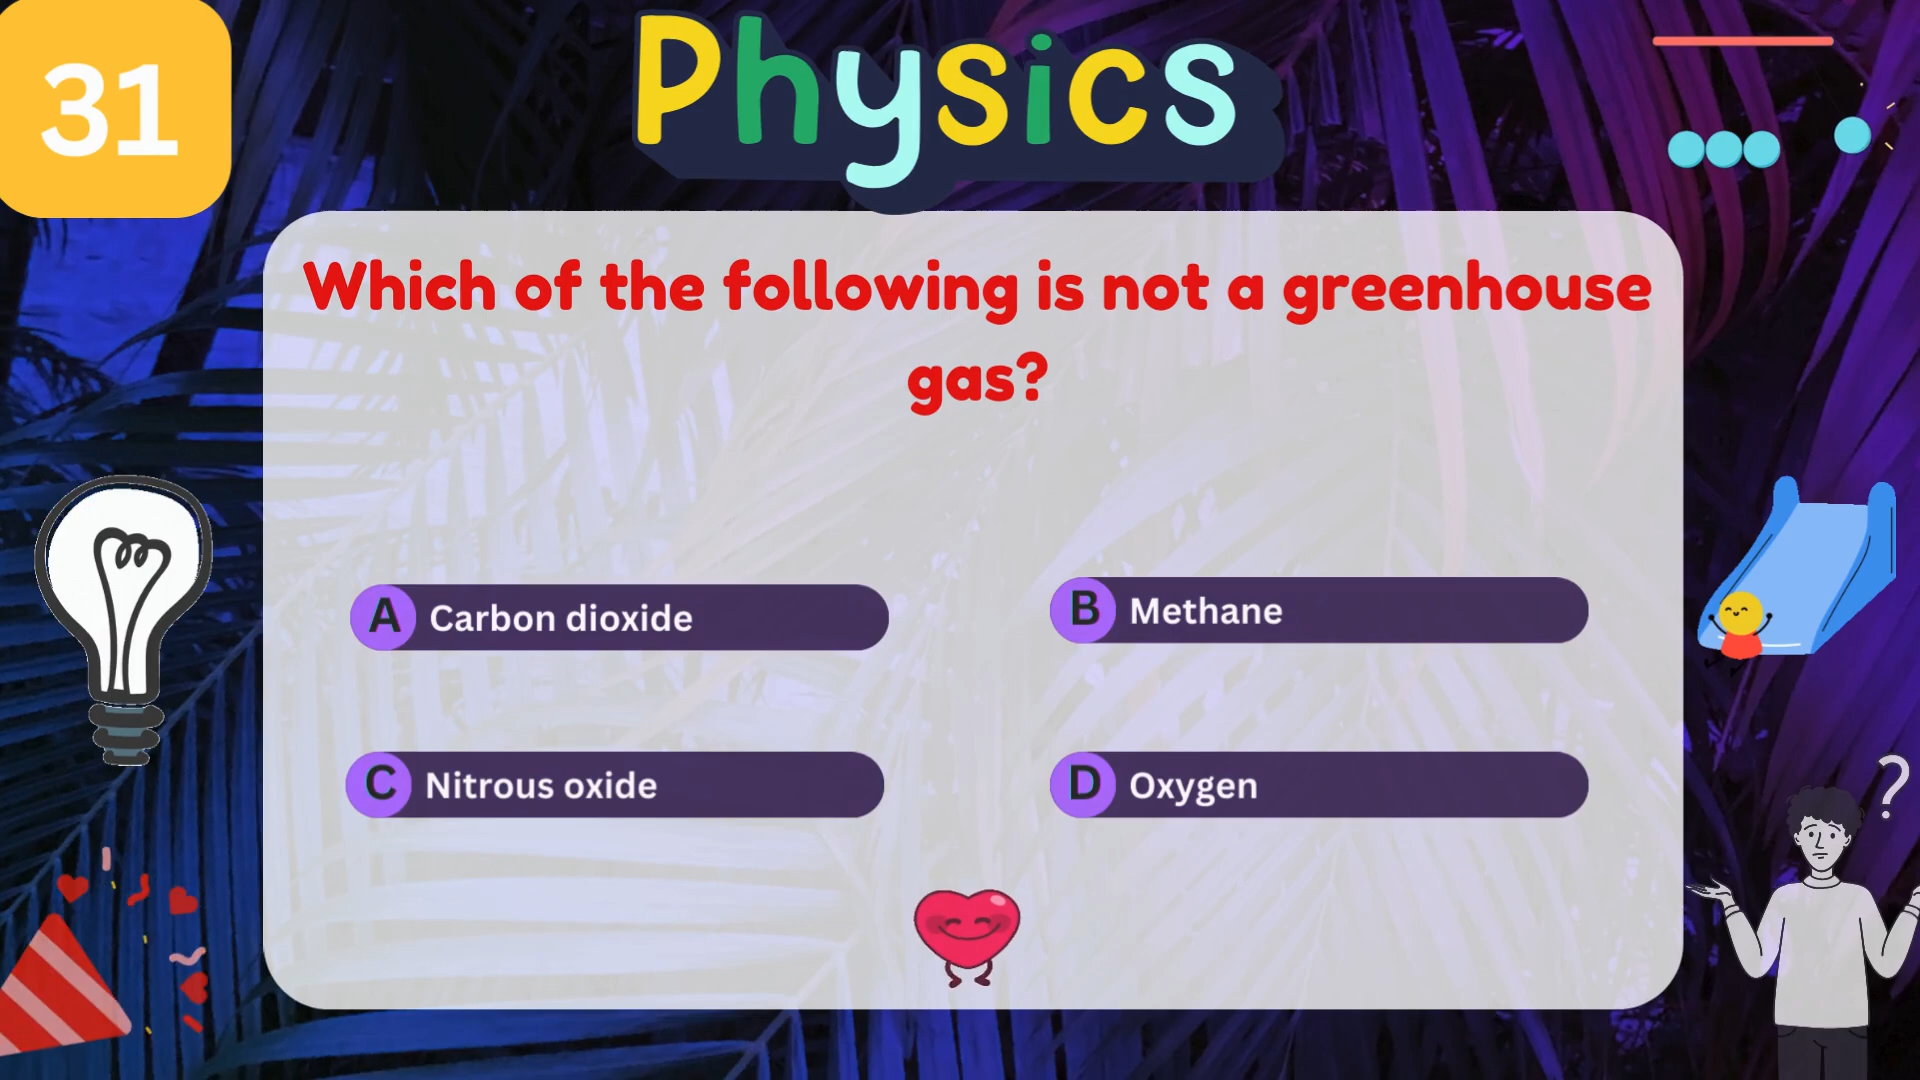 31
Physics
Which of the following is not a greenhouse
gas?
A Carbon dioxide
B Methane
C Nitrous oxide
D Oxygen
?